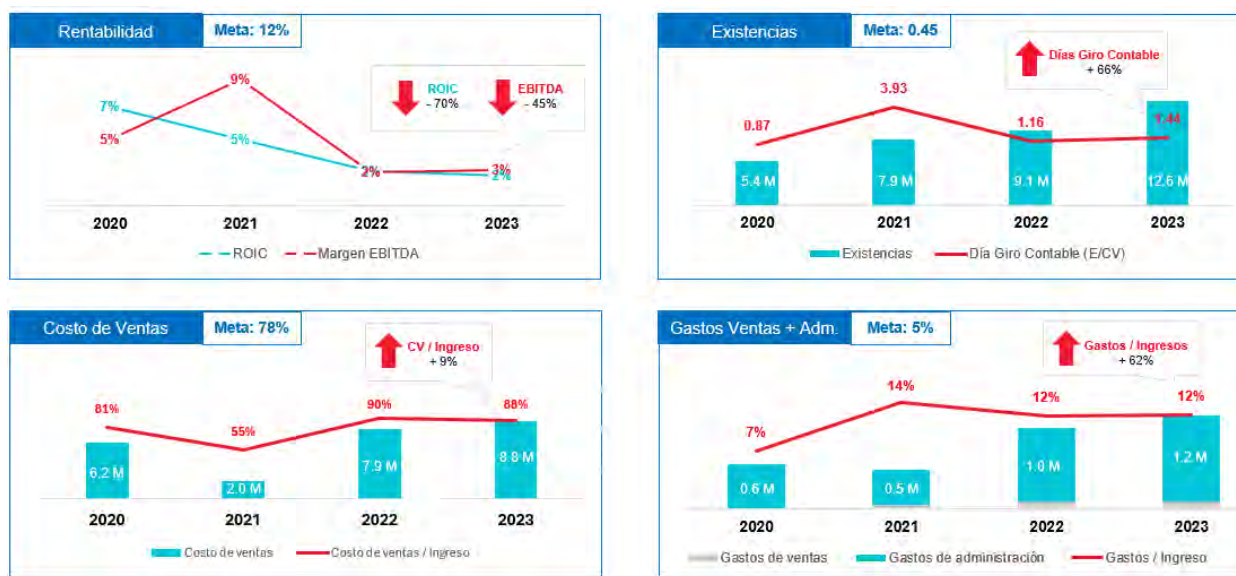 Rentabilidad
Meta: 12%
ROIC
- 70%
EBITDA
- 45%
9%
7%
5%
5%
2%
3%
2%
2020 2021 2022 2023
ROIC Margen EBITDA
Existencias
Meta: 0.45
Días Giro Contable
+ 66%
0.87
3.93
1.16
1.44
5.4 M
7.9 M
9.1 M
12.6 M
2020 2021 2022 2023
Existencias Día Giro Contable (E/CV)
Costo de Ventas
Meta: 78%
CV / Ingreso
+ 9%
81%
55%
90%
88%
6.2 M
2.0 M
7.9 M
8.8 M
2020 2021 2022 2023
Costo de ventas Costo de ventas / Ingreso
Gastos Ventas + Adm.
Meta: 5%
Gastos / Ingresos
+ 62%
7%
14%
12%
12%
0.6 M
0.5 M
1.0 M
1.2 M
2020 2021 2022 2023
Gastos de ventas Gastos de administración Gastos / Ingreso